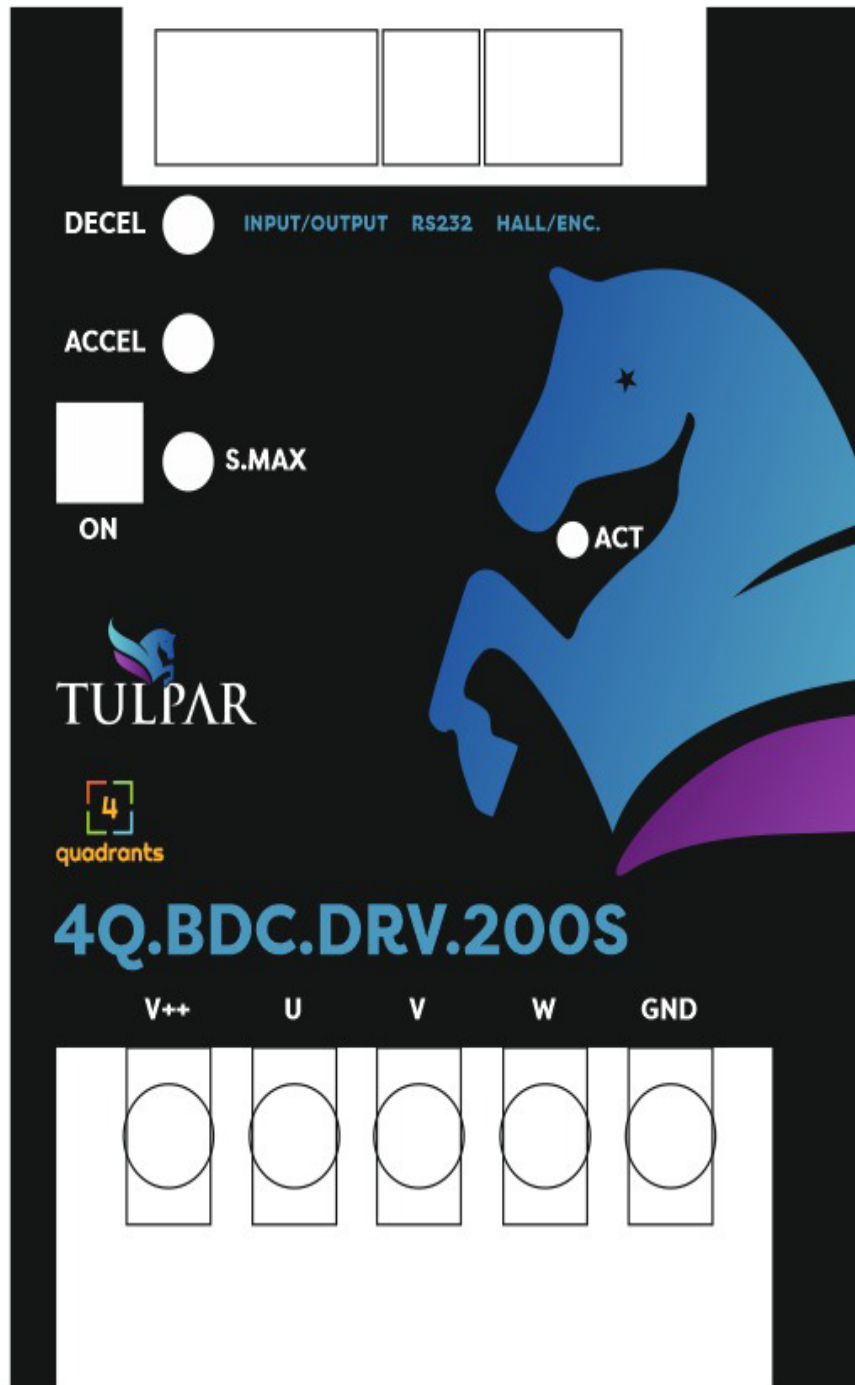 DECEL
INPUT/OUTPUT RS232 HALL/ENC.
ACCEL
S.MAX
ON
ACT
TULPAR
4
quadrants
4Q.BDC.DRV.200S
V++ U V W GND